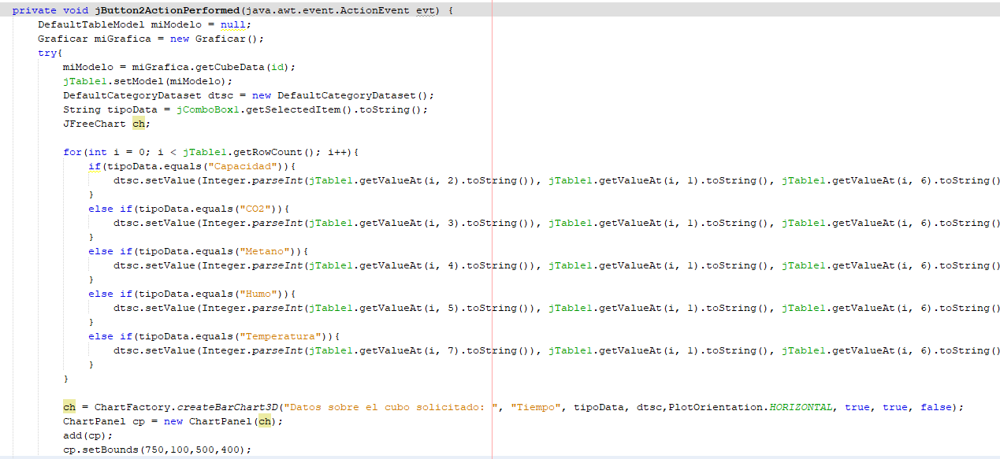 private void jButton2ActionPerformed(java.awt.event.ActionEvent evt) {
DefaultTableModel miModelo = null;
Graficar miGrafica = new Graficar();
try{
miModelo = miGrafica.getCubeData(id);
jTable1.setModel(miModelo);
DefaultCategoryDataset dtsc = new DefaultCategoryDataset();
String tipoData = jComboBox1.getSelectedItem().toString();
JFreeChart ch;
for(int i = 0; i < jTable1.getRowCount(); i++){
if(tipoData.equals("Capacidad")){
dtsc.setValue(Integer.parseInt(jTable1.getValueAt(i, 2).toString()), jTable1.getValueAt(i, 1).toString(), jTable1.getValueAt(i, 6).toString()
}
else if(tipoData.equals("CO2")){
dtsc.setValue(Integer.parseInt(jTable1.getValueAt(i, 3).toString()), jTable1.getValueAt(i, 1).toString(), jTable1.getValueAt(i, 6).toString()
}
else if(tipoData.equals("Metano")){
dtsc.setValue(Integer.parseInt(jTable1.getValueAt(i, 4).toString()), jTable1.getValueAt(i, 1).toString(), jTable1.getValueAt(i, 6).toString()
}
else if(tipoData.equals("Humo")){
dtsc.setValue(Integer.parseInt(jTable1.getValueAt(i, 5).toString()), jTable1.getValueAt(i, 1).toString(), jTable1.getValueAt(i, 6).toString()
}
else if(tipoData.equals("Temperatura")){
dtsc.setValue(Integer.parseInt(jTable1.getValueAt(i, 7).toString()), jTable1.getValueAt(i, 1).toString(), jTable1.getValueAt(i, 6).toString()
}
}
ch = ChartFactory.createBarChart3D("Datos sobre el cubo solicitado: ", "Tiempo", tipoData, dtsc,PlotOrientation.HORIZONTAL, true, true, false);
ChartPanel cp = new ChartPanel(ch);
add(cp);
cp.setBounds(750,100,500,400);